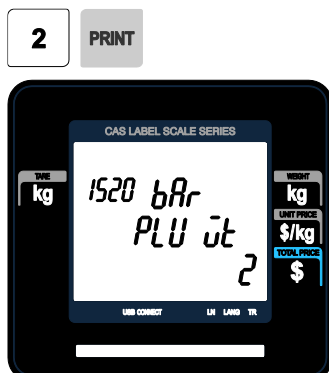 2 PRINT
CAS LABEL SCALE SERIES
TARE
kg
1520 bAr
PLU üt
2
WEIGHT
kg
UNIT PRICE
$/kg
TOTAL PRICE
$
USB CONNECT LN LANG TR